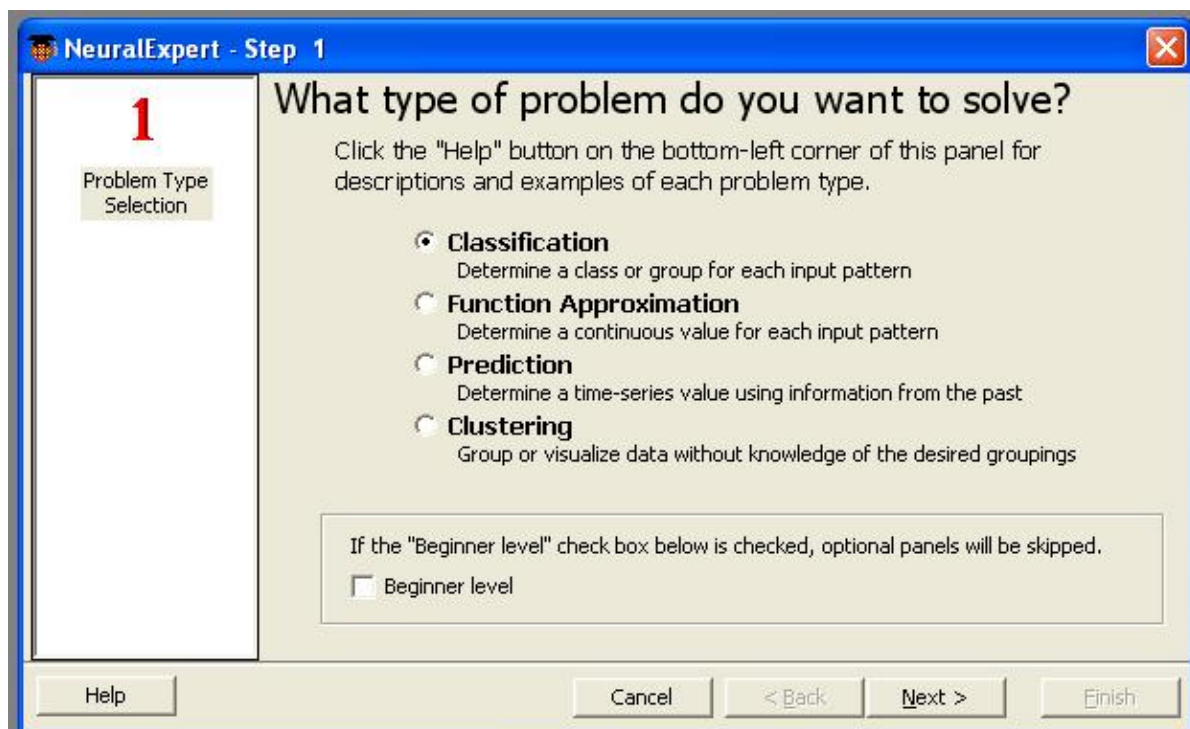 NeuralExpert - Step 1
1
Problem Type
Selection
What type of problem do you want to solve?
Click the "Help" button on the bottom-left corner of this panel for
descriptions and examples of each problem type.
Classification
Determine a class or group for each input pattern
Function Approximation
Determine a continuous value for each input pattern
Prediction
Determine a time-series value using information from the past
Clustering
Group or visualize data without knowledge of the desired groupings
If the "Beginner level" check box below is checked, optional panels will be skipped.
Beginner level
Help
Cancel
< Back
Next >
Finish